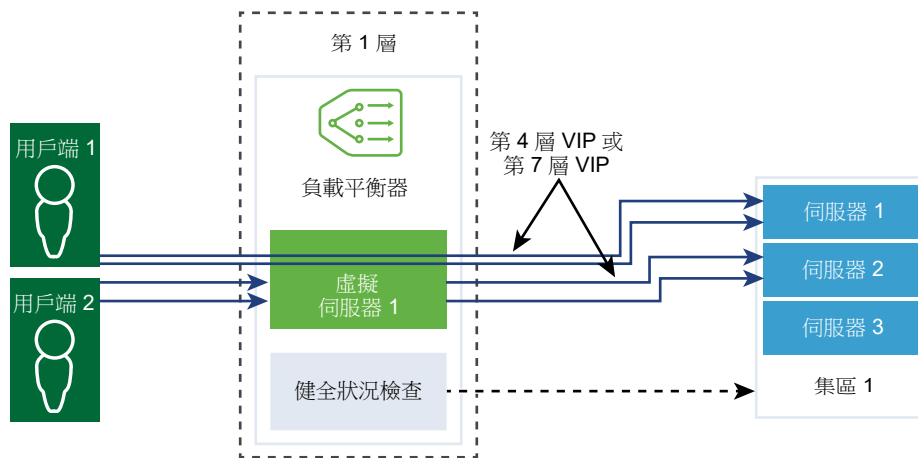 第 1 層
用戶端 1
用戶端 2
負載平衡器
虛擬
伺服器 1
健全狀況檢查
第 4 層 VIP 或
第 7 層 VIP
伺服器 1
伺服器 2
伺服器 3
集區 1